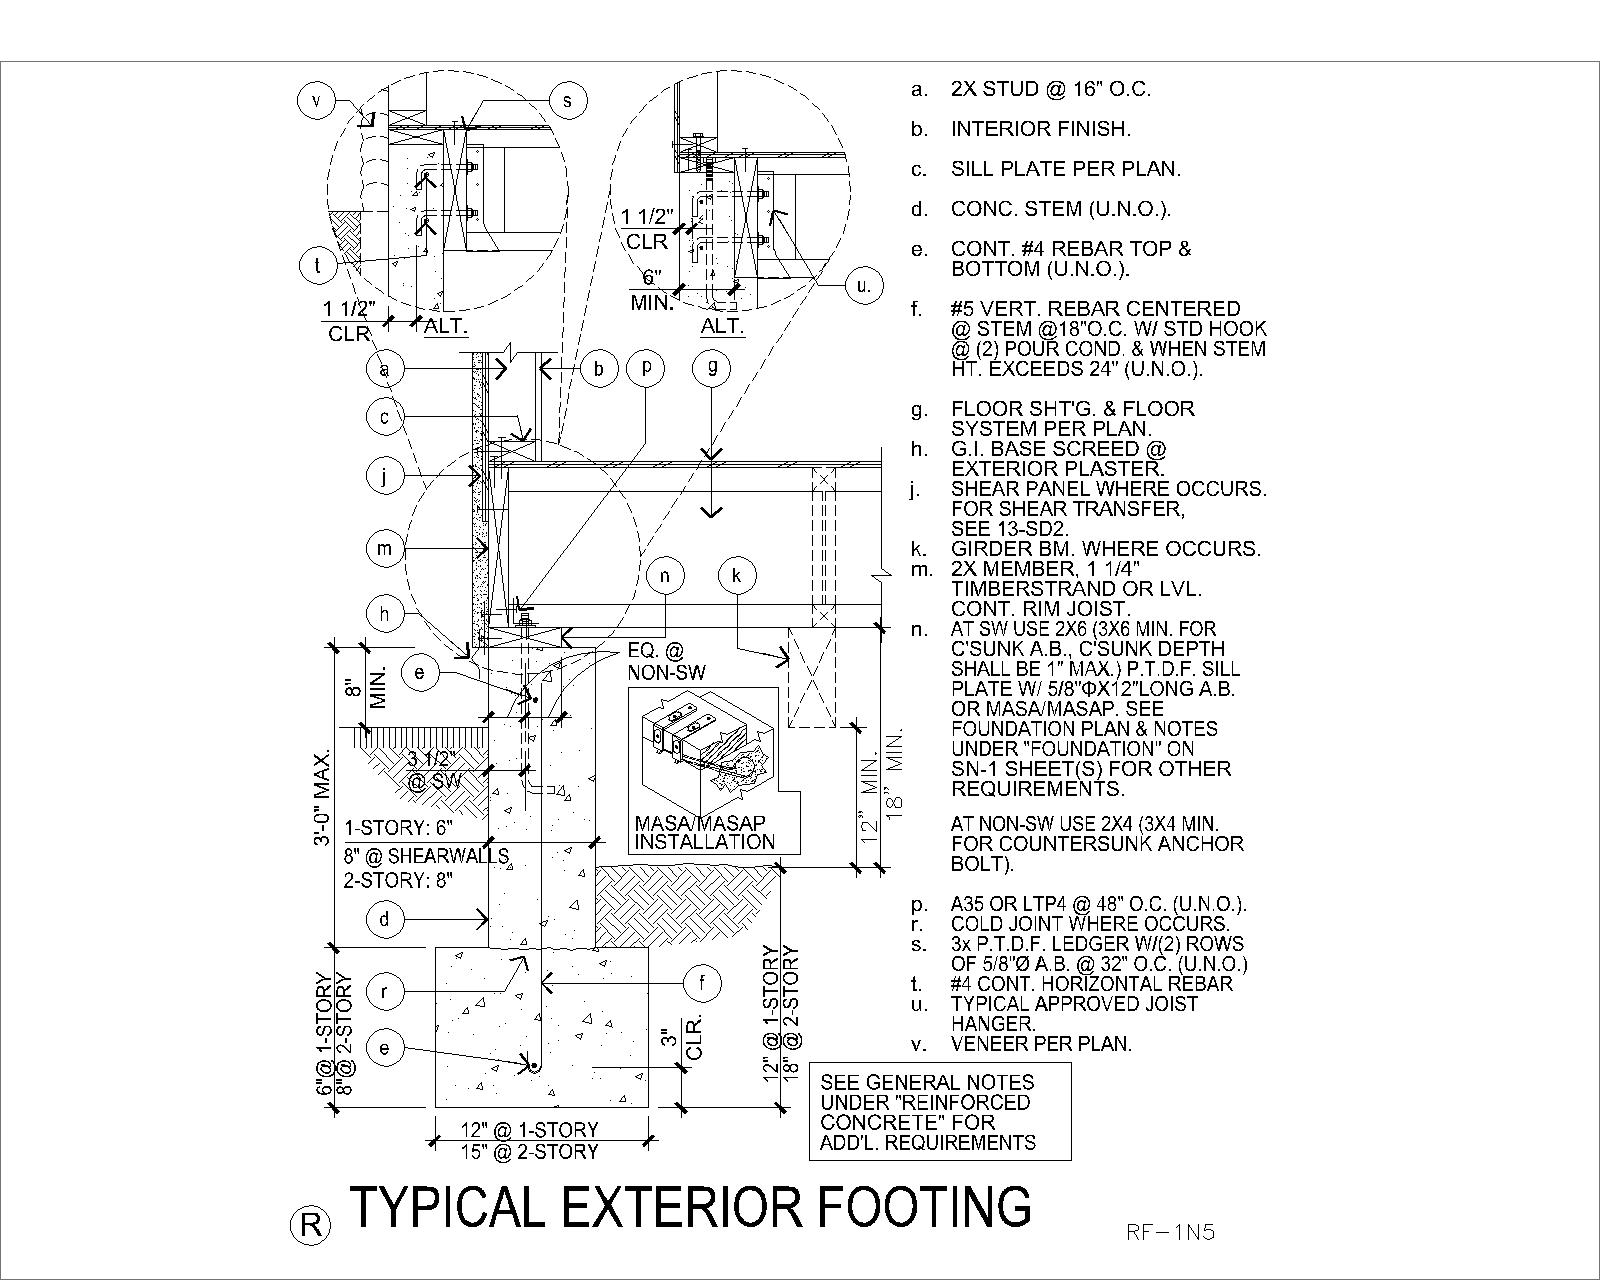 v
s
t
1 1/2"
CLR
ALT.
1 1/2"
CLR
6"
MIN.
u.
ALT.
a
b
p
g
c
j
m
n
k
h
e
EQ. @
NON-SW
8"
MIN.
3 1/2"
@ SW
3'-0" MAX.
1-STORY: 6"
8" @ SHEARWALLS
2-STORY: 8"
MASA/MASAP
INSTALLATION
12" MIN.
18" MIN.
d
r
f
e
6"@ 1-STORY
8"@ 2-STORY
3"
CLR.
12" @ 1-STORY
18" @ 2-STORY
12" @ 1-STORY
15" @ 2-STORY
a. 2X STUD @ 16" O.C.
b. INTERIOR FINISH.
c. SILL PLATE PER PLAN.
d. CONC. STEM (U.N.O.).
e. CONT. #4 REBAR TOP &
BOTTOM (U.N.O.).
f. #5 VERT. REBAR CENTERED
@ STEM @18"O.C. W/ STD HOOK
@ (2) POUR COND. & WHEN STEM
HT. EXCEEDS 24" (U.N.O.).
g. FLOOR SHT'G. & FLOOR
SYSTEM PER PLAN.
h. G.I. BASE SCREED @
EXTERIOR PLASTER.
j. SHEAR PANEL WHERE OCCURS.
FOR SHEAR TRANSFER,
SEE 13-SD2.
k. GIRDER BM. WHERE OCCURS.
m. 2X MEMBER, 1 1/4"
TIMBERSTRAND OR LVL.
CONT. RIM JOIST.
n. AT SW USE 2X6 (3X6 MIN. FOR
C'SUNK A.B., C'SUNK DEPTH
SHALL BE 1" MAX.) P.T.D.F. SILL
PLATE W/ 5/8"ΦX12"LONG A.B.
OR MASA/MASAP. SEE
FOUNDATION PLAN & NOTES
UNDER "FOUNDATION" ON
SN-1 SHEET(S) FOR OTHER
REQUIREMENTS.
AT NON-SW USE 2X4 (3X4 MIN.
FOR COUNTERSUNK ANCHOR
BOLT).
p. A35 OR LTP4 @ 48" O.C. (U.N.O.).
r. COLD JOINT WHERE OCCURS.
s. 3x P.T.D.F. LEDGER W/(2) ROWS
OF 5/8"Ø A.B. @ 32" O.C. (U.N.O.)
t. #4 CONT. HORIZONTAL REBAR
u. TYPICAL APPROVED JOIST
HANGER.
v. VENEER PER PLAN.
SEE GENERAL NOTES
UNDER "REINFORCED
CONCRETE" FOR
ADD'L. REQUIREMENTS
R TYPICAL EXTERIOR FOOTING
RF-1N5